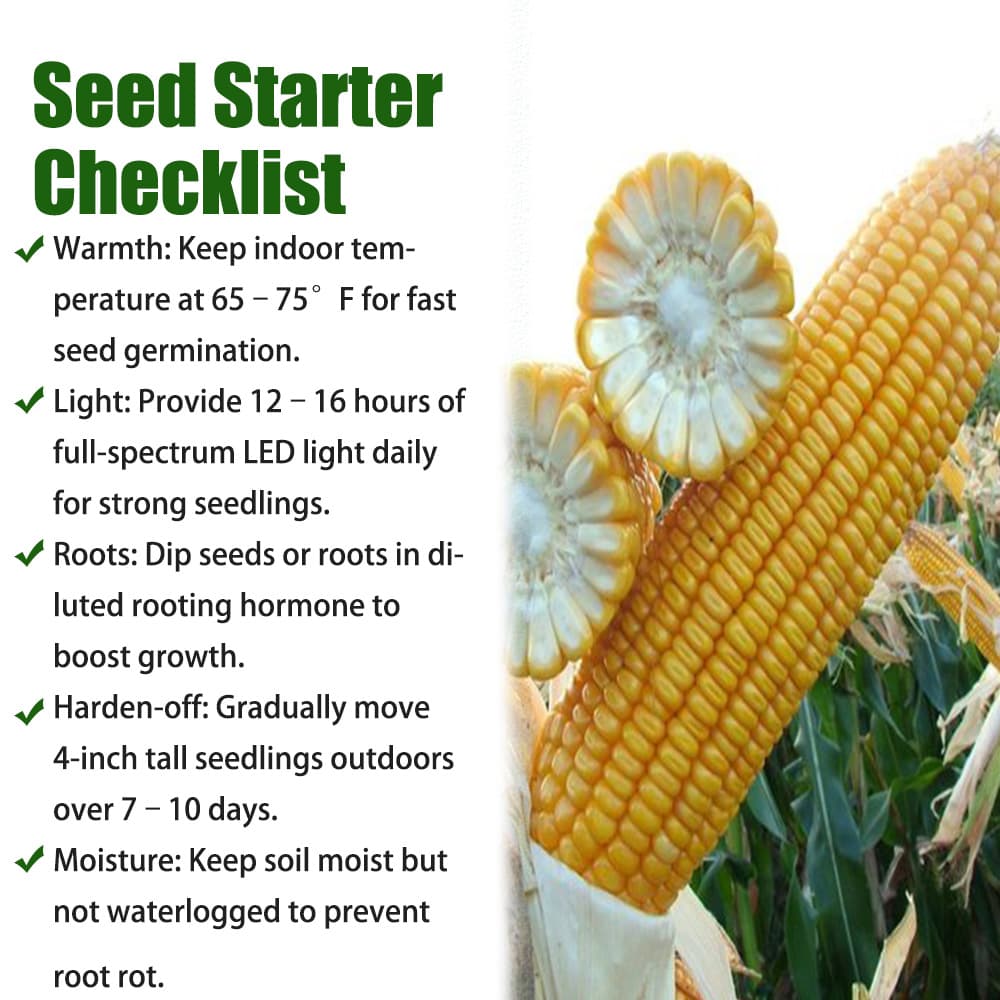 Seed Starter
Checklist
Warmth: Keep indoor tem-
perature at 65 – 75° F for fast
seed germination.
Light: Provide 12 – 16 hours of
full-spectrum LED light daily
for strong seedlings.
Roots: Dip seeds or roots in di-
luted rooting hormone to
boost growth.
Harden-off: Gradually move
4-inch tall seedlings outdoors
over 7 – 10 days.
Moisture: Keep soil moist but
not waterlogged to prevent
root rot.